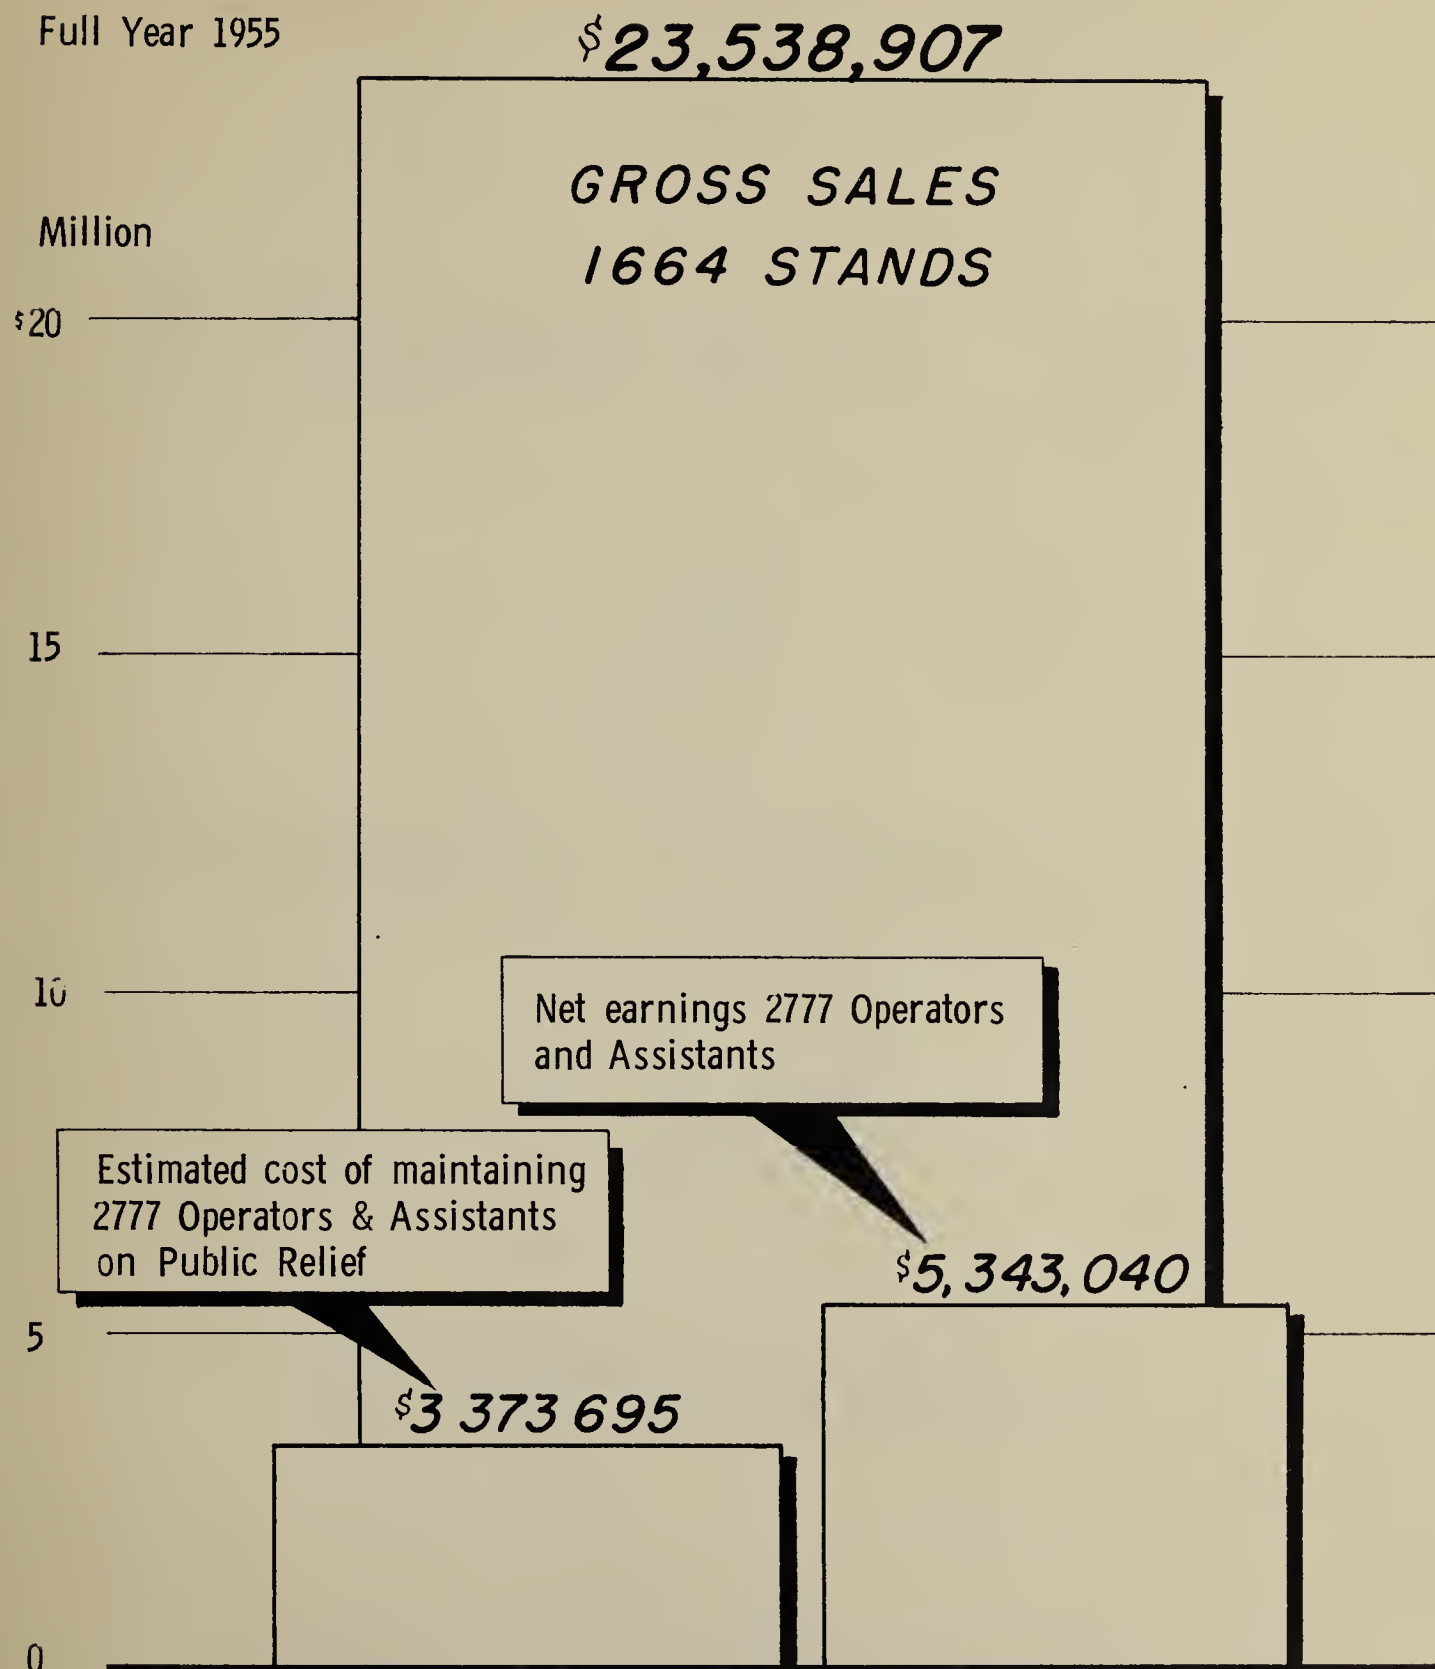 Full Year 1955
$23,538,907
GROSS SALES
1664 STANDS
Million
$20
15
10
Net earnings 2777 Operators
and Assistants
Estimated cost of maintaining
2777 Operators & Assistants
on Public Relief
$5,343,040
5
$3 373 695
0